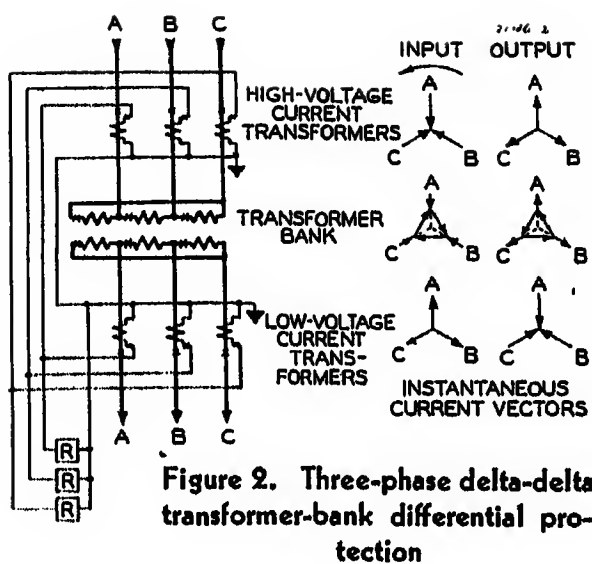 A B C
INPUT OUTPUT
HIGH-VOLTAGE
CURRENT
TRANSFORMERS
A A
C B C B
TRANSFORMER
BANK
A A
C B C B
LOW-VOLTAGE
CURRENT
TRANS-
FORMERS
A A
C B C B
INSTANTANEOUS
CURRENT VECTORS
A B C
R
R
R
Figure 2. Three-phase delta-delta
transformer-bank differential pro-
tection